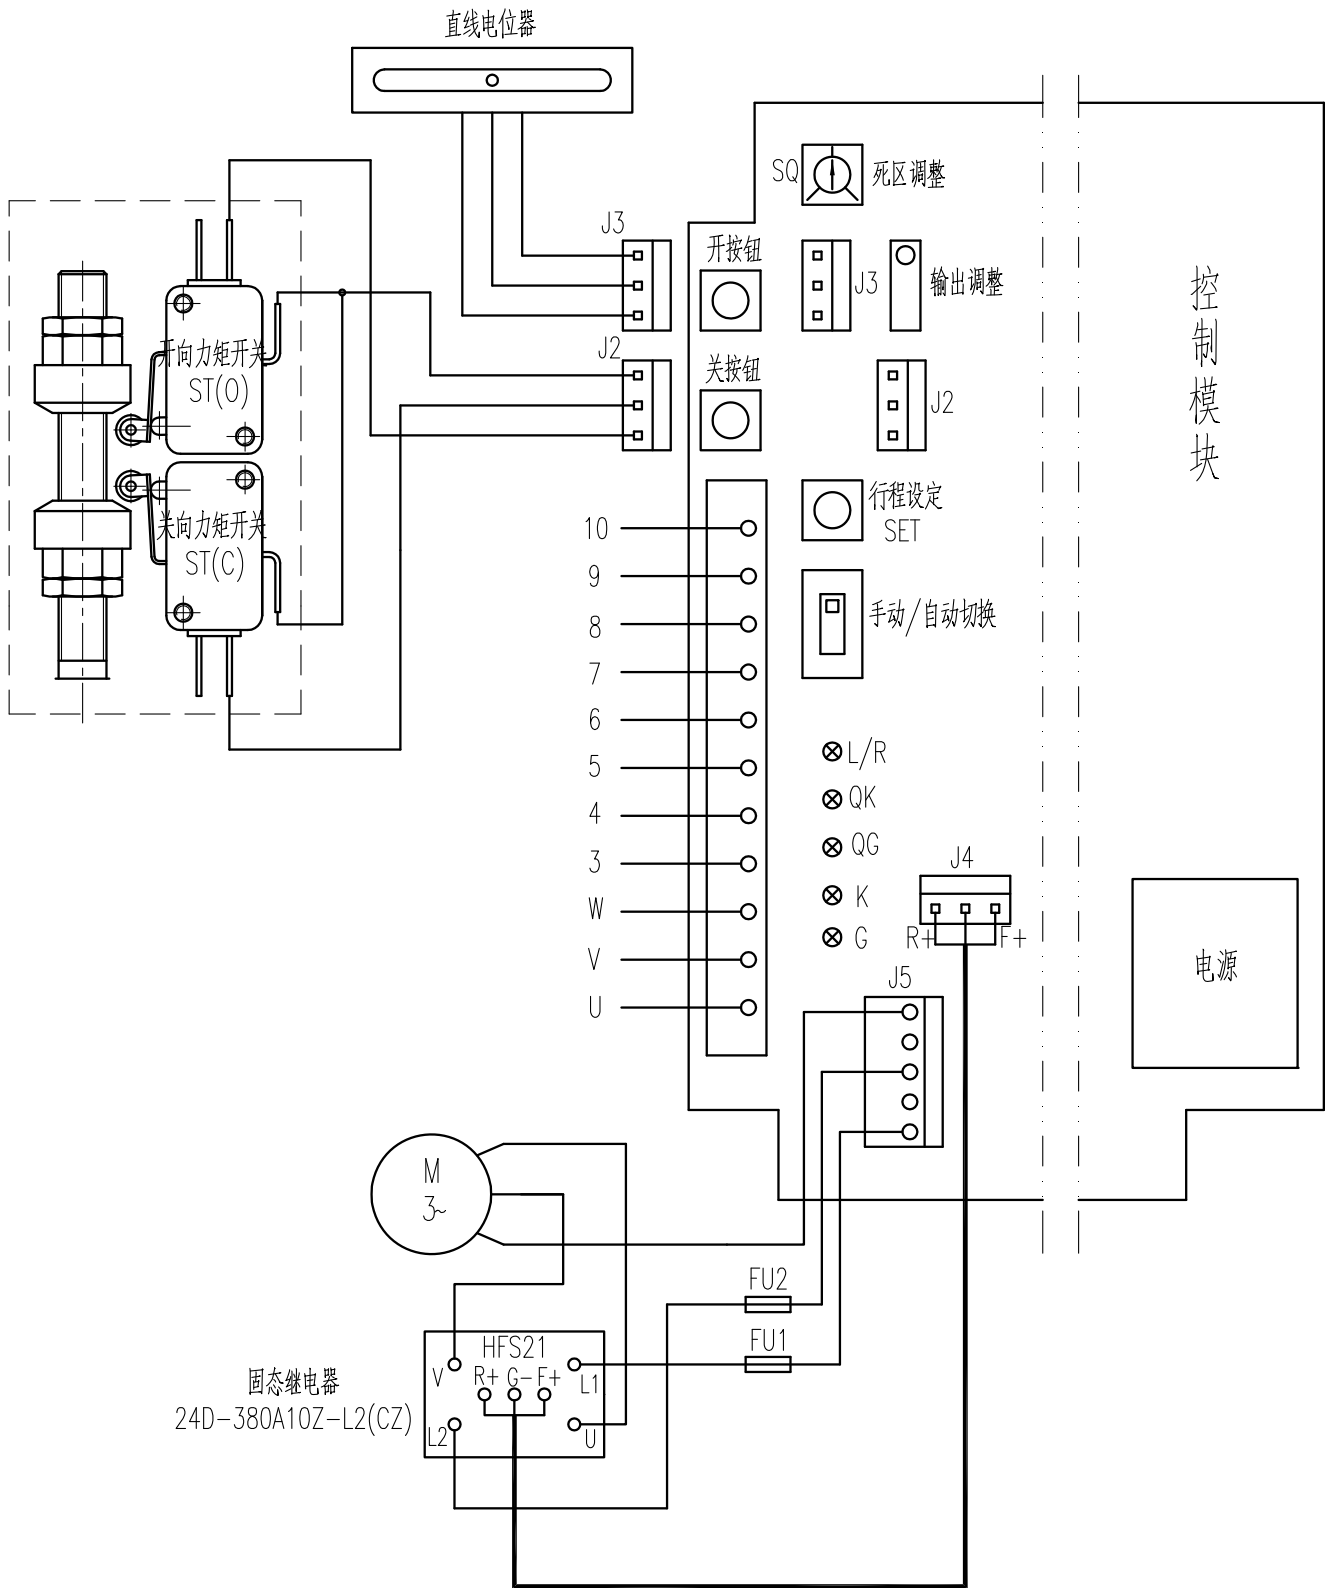 直线电位器
SQ
死区调整
J3
开按钮
J3
输出调整
控制模块
开向力矩开关
ST(O)
J2
关按钮
J2
关向力矩开关
ST(C)
行程设定
SET
10
9
8
7
6
5
4
3
W
V
U
手动/自动切换
L/R
QK
QG
K
G
J4
R+
F+
电源
J5
M
3~
FU2
FU1
HFS21
V
R+ G- F+
L1
L2
U
固态继电器
24D-380A10Z-L2(CZ)